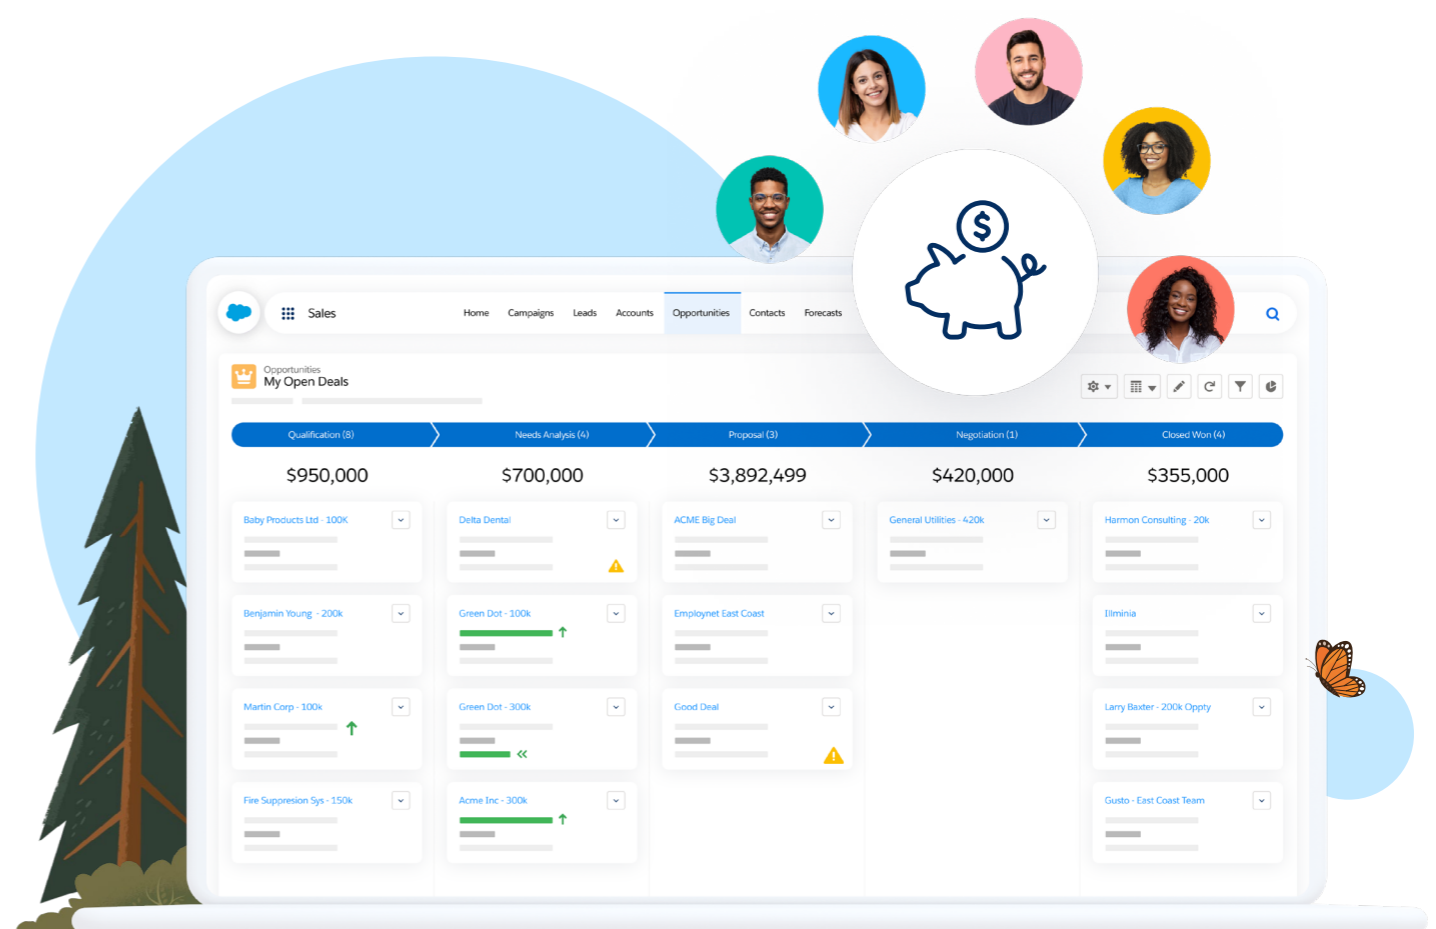 $
Sales
Home
Campaigns
Leads
Accounts
Opportunities
Contacts
Forecasts
Opportunities
My Open Deals
Qualification (8)
Needs Analysis (4)
Proposal (3)
Negotiation (1)
Closed Won (4)
$950,000
$700,000
$3,892,499
$420,000
$355,000
Baby Products Ltd - 100K
Delta Dental
ACME Big Deal
General Utilities - 420k
Harmon Consulting - 20k
Benjamin Young - 200k
Green Dot - 100k
Employnet East Coast
Illminia
Martin Corp - 100k
Green Dot - 300k
Good Deal
Larry Baxter - 200k Oppty
Fire Suppresion Sys - 150k
Acme Inc - 300k
Gusto - East Coast Team